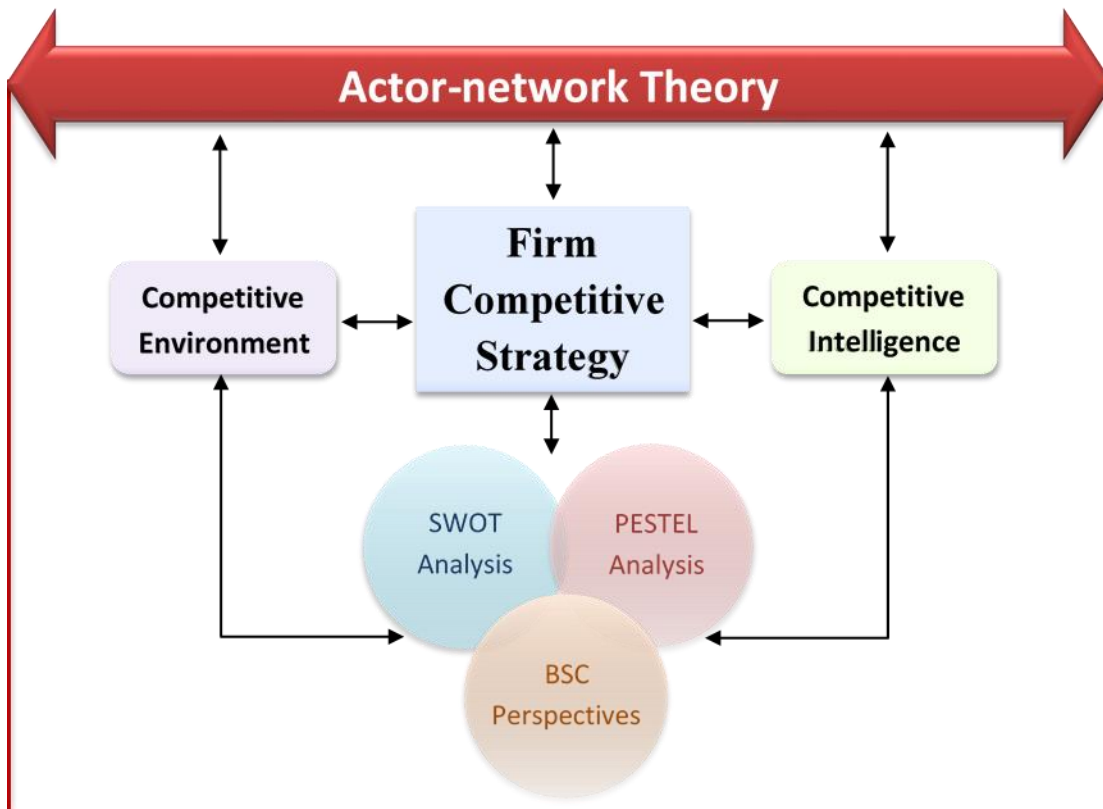 Actor-network Theory
Firm
Competitive
Strategy
Competitive
Environment
Competitive
Intelligence
SWOT
Analysis
PESTEL
Analysis
BSC
Perspectives